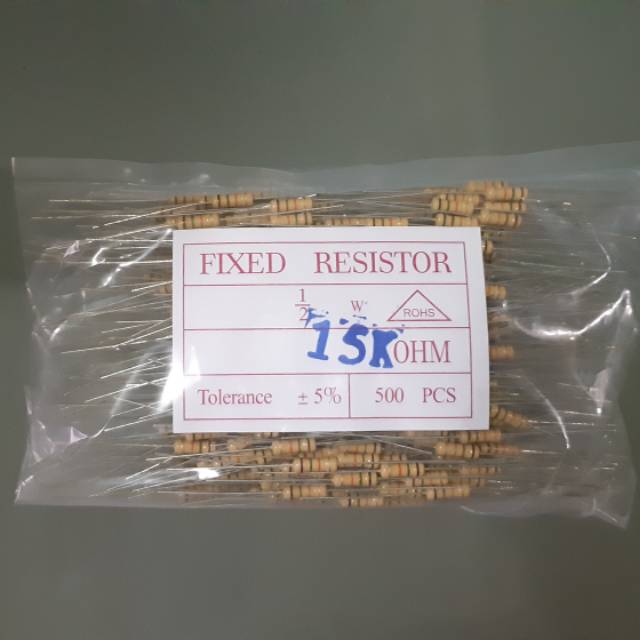 FIXED RESISTOR
1/2 W
ROHS
15K OHM
Tolerance ± 5% 500 PCS